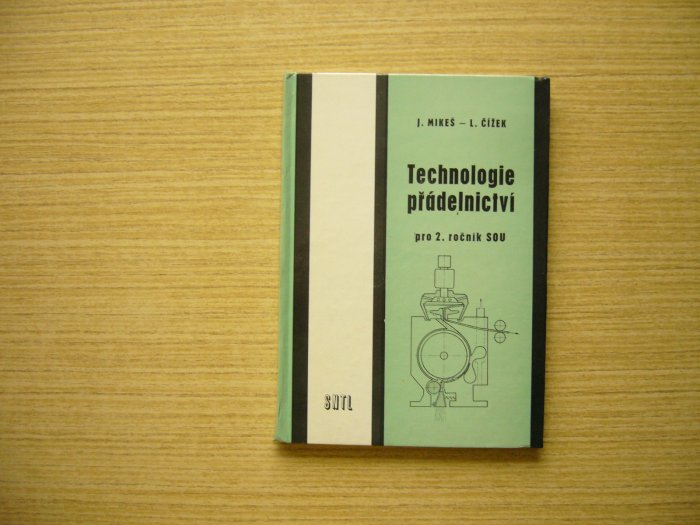 J. MIKEŠ – L. ČÍŽEK
Technologie
přádelnictví
pro 2. ročník SOU
SNTL